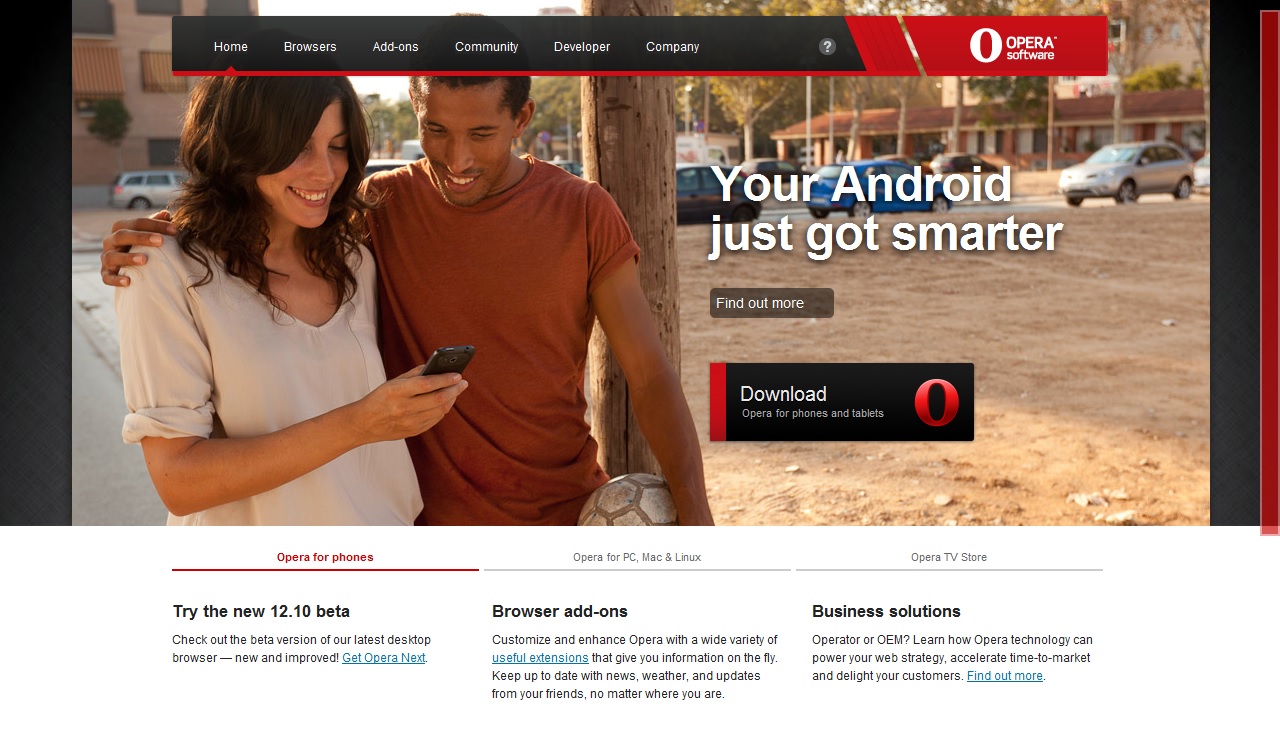 Home Browsers Add-ons Community Developer Company ?
OPERA™
software
Your Android
just got smarter
Find out more
Download
Opera for phones and tablets
Opera for phones
Opera for PC, Mac & Linux
Opera TV Store
Try the new 12.10 beta
Check out the beta version of our latest desktop
browser — new and improved! Get Opera Next.
Browser add-ons
Customize and enhance Opera with a wide variety of
useful extensions that give you information on the fly.
Keep up to date with news, weather, and updates
from your friends, no matter where you are.
Business solutions
Operator or OEM? Learn how Opera technology can
power your web strategy, accelerate time-to-market
and delight your customers. Find out more.